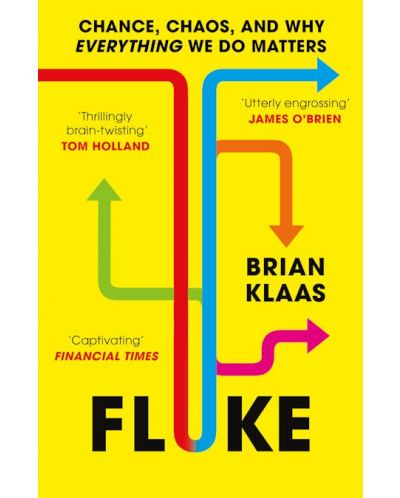 CHANCE, CHAOS, AND WHY
EVERYTHING WE DO MATTERS
‘Thrillingly
brain-twisting’
TOM HOLLAND
‘Utterly engrossing’
JAMES O’BRIEN
BRIAN
KLAAS
‘Captivating’
FINANCIAL TIMES
FLUKE